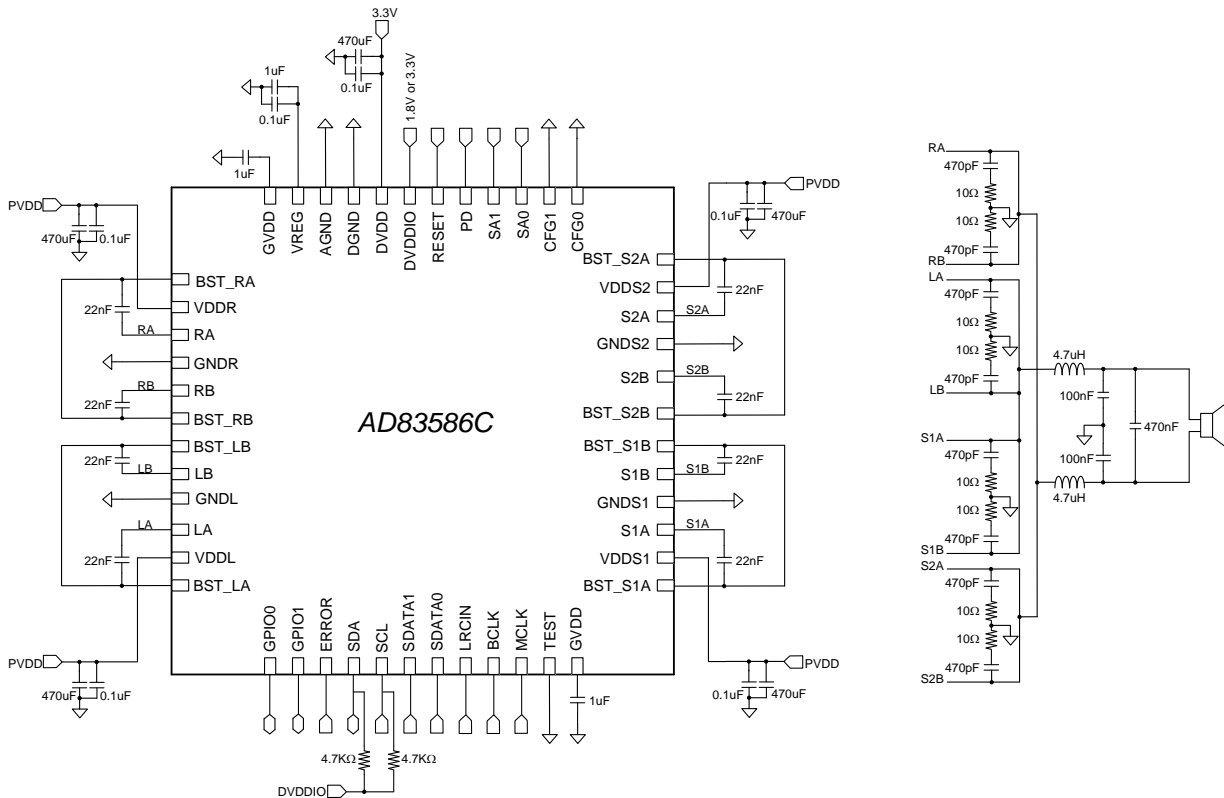 3.3V
470uF
0.1uF
1uF
0.1uF
1uF
1.8V or 3.3V
GVDD
VREG
AGND
DGND
DVDD
DVDDIO
RESET
PD
SA1
SA0
CFG1
CFG0
PVDD
470uF
0.1uF
22nF
RA
RB
22nF
22nF
LB
LA
22nF
PVDD
470uF
0.1uF
BST_RA
VDDR
RA
GNDR
RB
BST_RB
BST_LB
LB
GNDL
LA
VDDL
BST_LA
AD83586C
BST_S2A
VDDS2
S2A
GNDS2
S2B
BST_S2B
BST_S1B
S1B
GNDS1
S1A
VDDS1
BST_S1A
PVDD
0.1uF
470uF
22nF
S2A
S2B
22nF
22nF
S1B
S1A
22nF
PVDD
0.1uF
470uF
GPIO0
GPIO1
ERROR
SDA
SCL
SDATA1
SDATA0
LRCIN
BCLK
MCLK
TEST
GVDD
1uF
4.7KΩ
4.7KΩ
DVDDIO
RA
470pF
10Ω
10Ω
470pF
RB
LA
470pF
10Ω
10Ω
470pF
LB
S1A
470pF
10Ω
10Ω
470pF
S1B
S2A
470pF
10Ω
10Ω
470pF
S2B
4.7uH
100nF
470nF
100nF
4.7uH